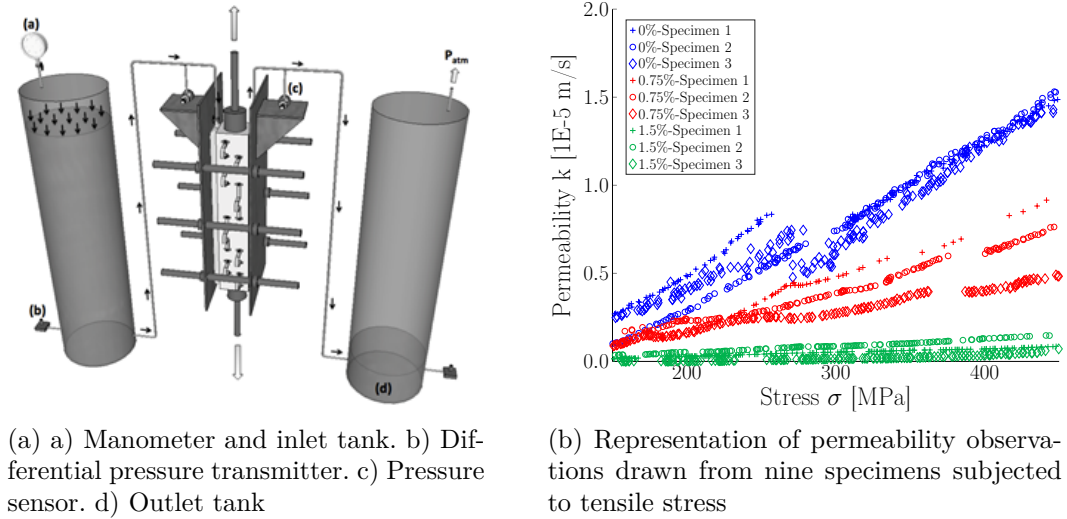 (a)
(b)
(c)
P_atm
(d)
2.0
1.5
1.0
0.5
0.0
200
300
400
Permeability k [1E-5 m/s]
Stress σ [MPa]
0%-Specimen 1
0%-Specimen 2
0%-Specimen 3
0.75%-Specimen 1
0.75%-Specimen 2
0.75%-Specimen 3
1.5%-Specimen 1
1.5%-Specimen 2
1.5%-Specimen 3
(a) a) Manometer and inlet tank. b) Dif-
ferential pressure transmitter. c) Pressure
sensor. d) Outlet tank
(b) Representation of permeability observa-
tions drawn from nine specimens subjected
to tensile stress